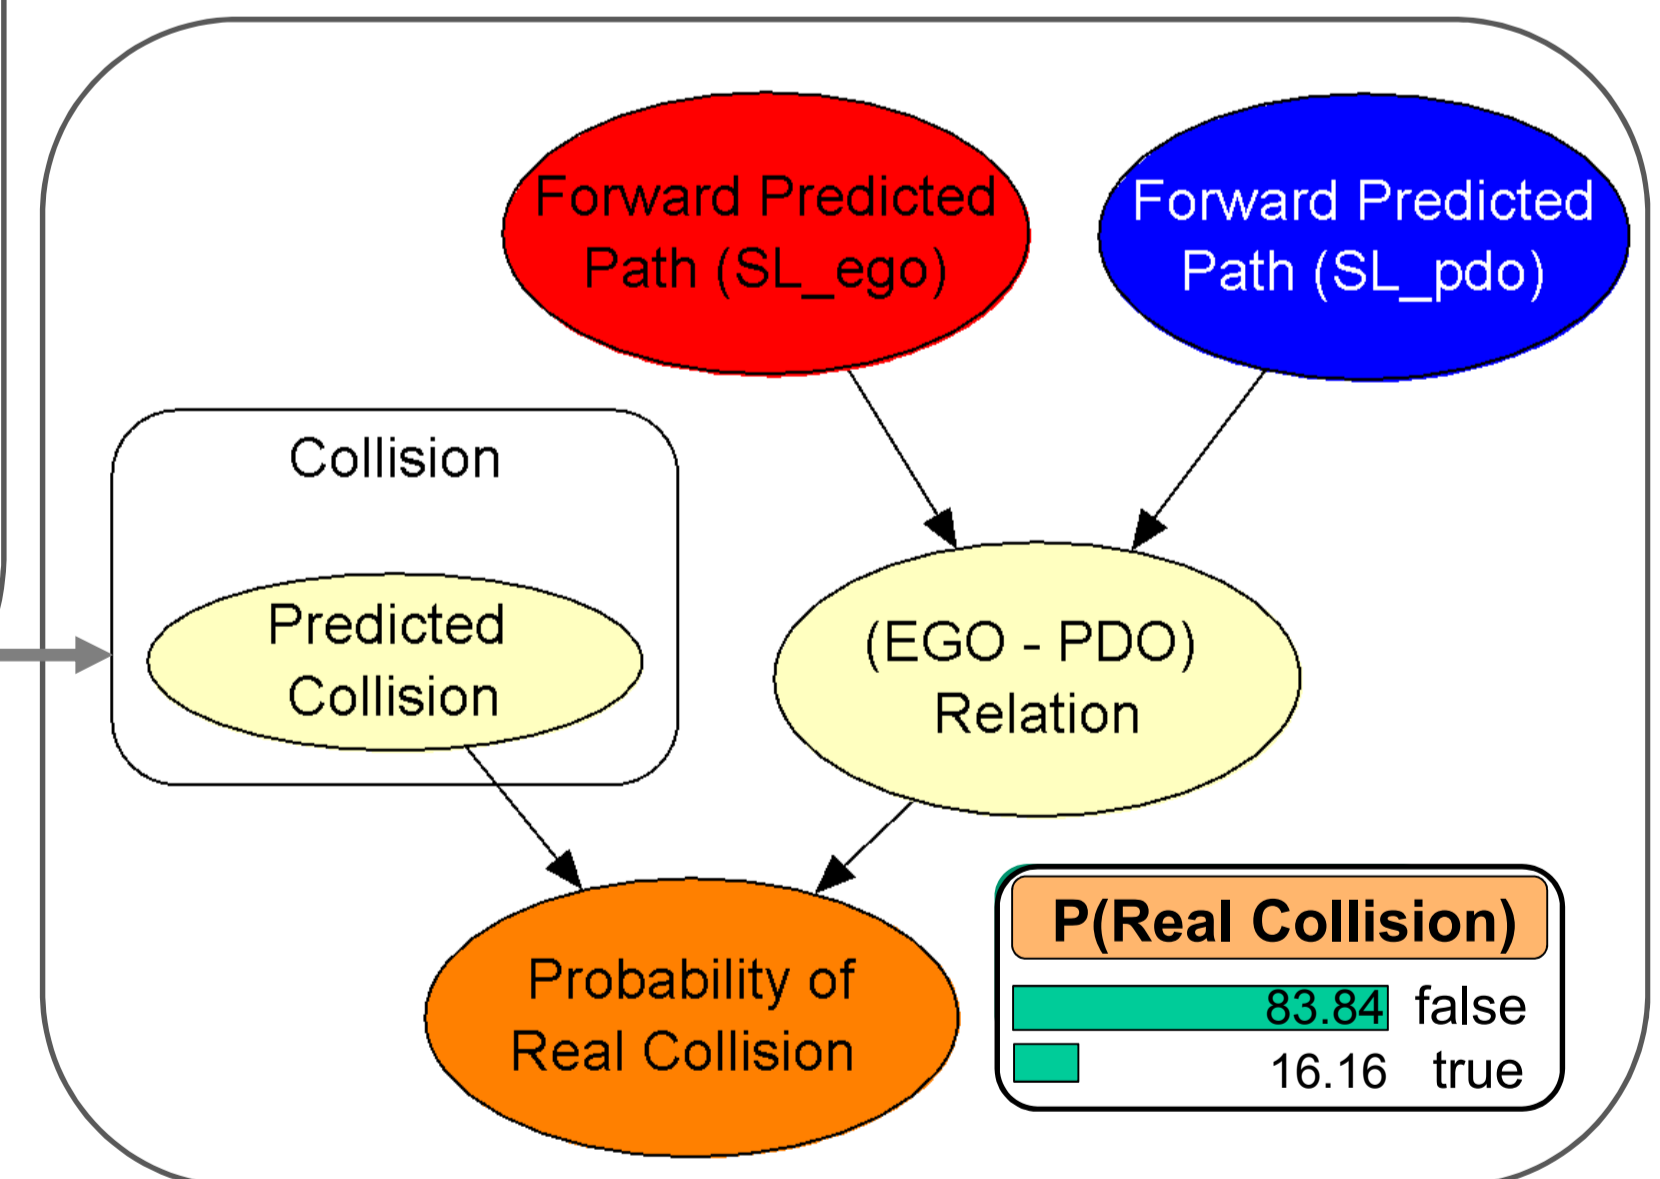 Forward Predicted
Path (SL_ego)
Forward Predicted
Path (SL_pdo)
Collision
Predicted
Collision
(EGO - PDO)
Relation
Probability of
Real Collision
P(Real Collision)
83.84 false
16.16 true